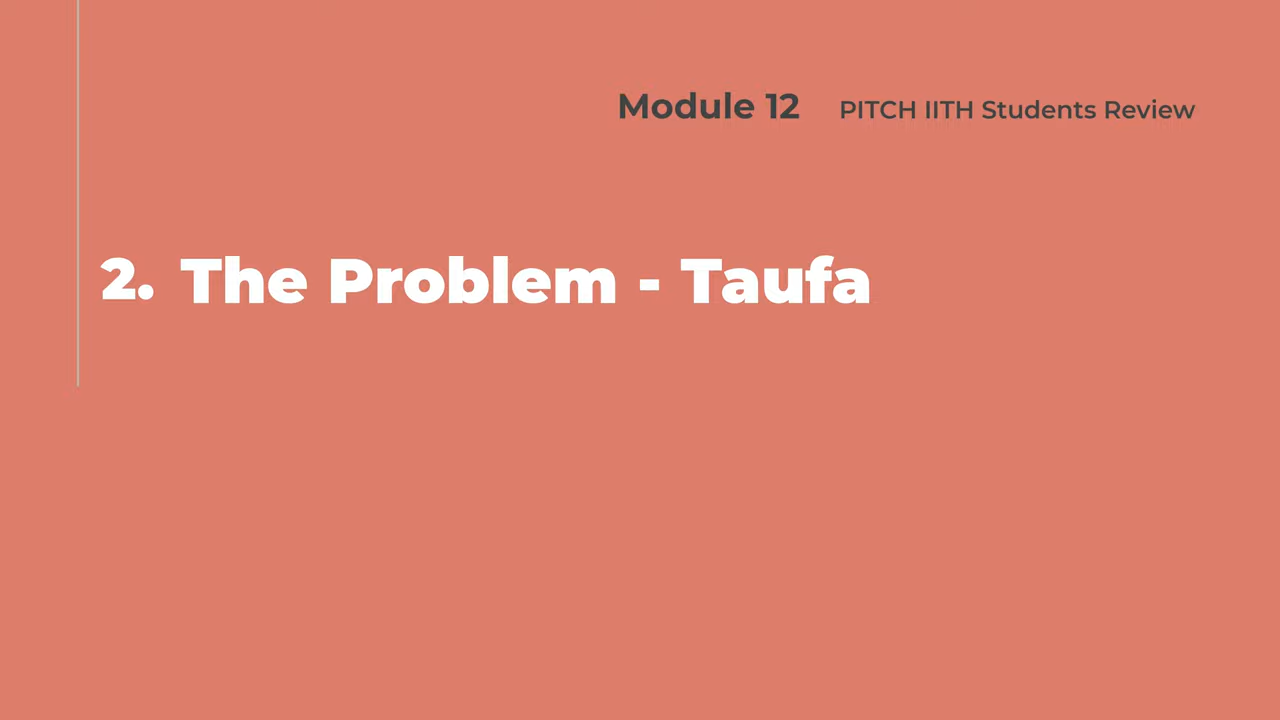 Module 12 PITCH IITH Students Review
2. The Problem - Taufa